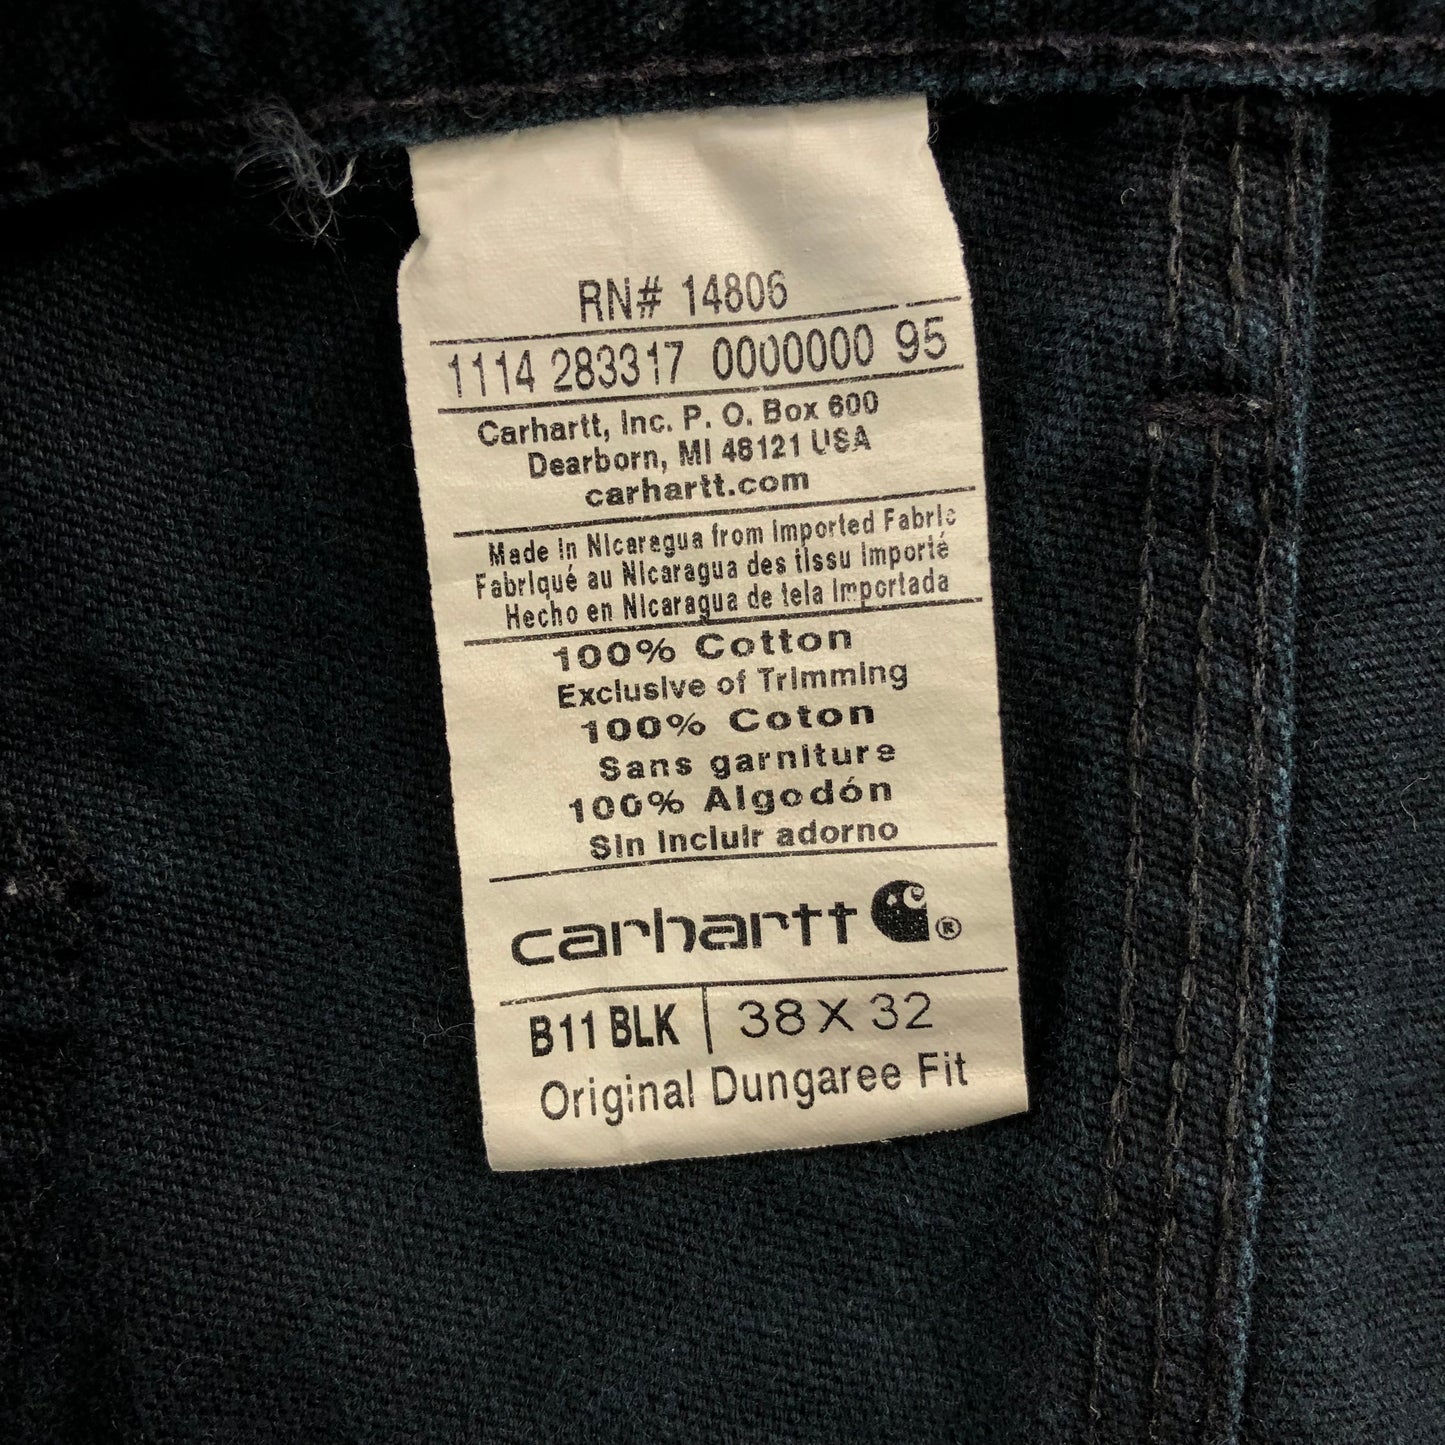 RN# 14806
1114 283317 0000000 95
Carhartt, Inc. P. O. Box 600
Dearborn, MI 48121 USA
carhartt.com
Made in Nicaragua from Imported Fabric
Fabriqué au Nicaragua des tissu importé
Hecho en Nicaragua de tela importada
100% Cotton
Exclusive of Trimming
100% Coton
Sans garniture
100% Algodón
Sin incluir adorno
carhartt ®
B11 BLK | 38 X 32
Original Dungaree Fit